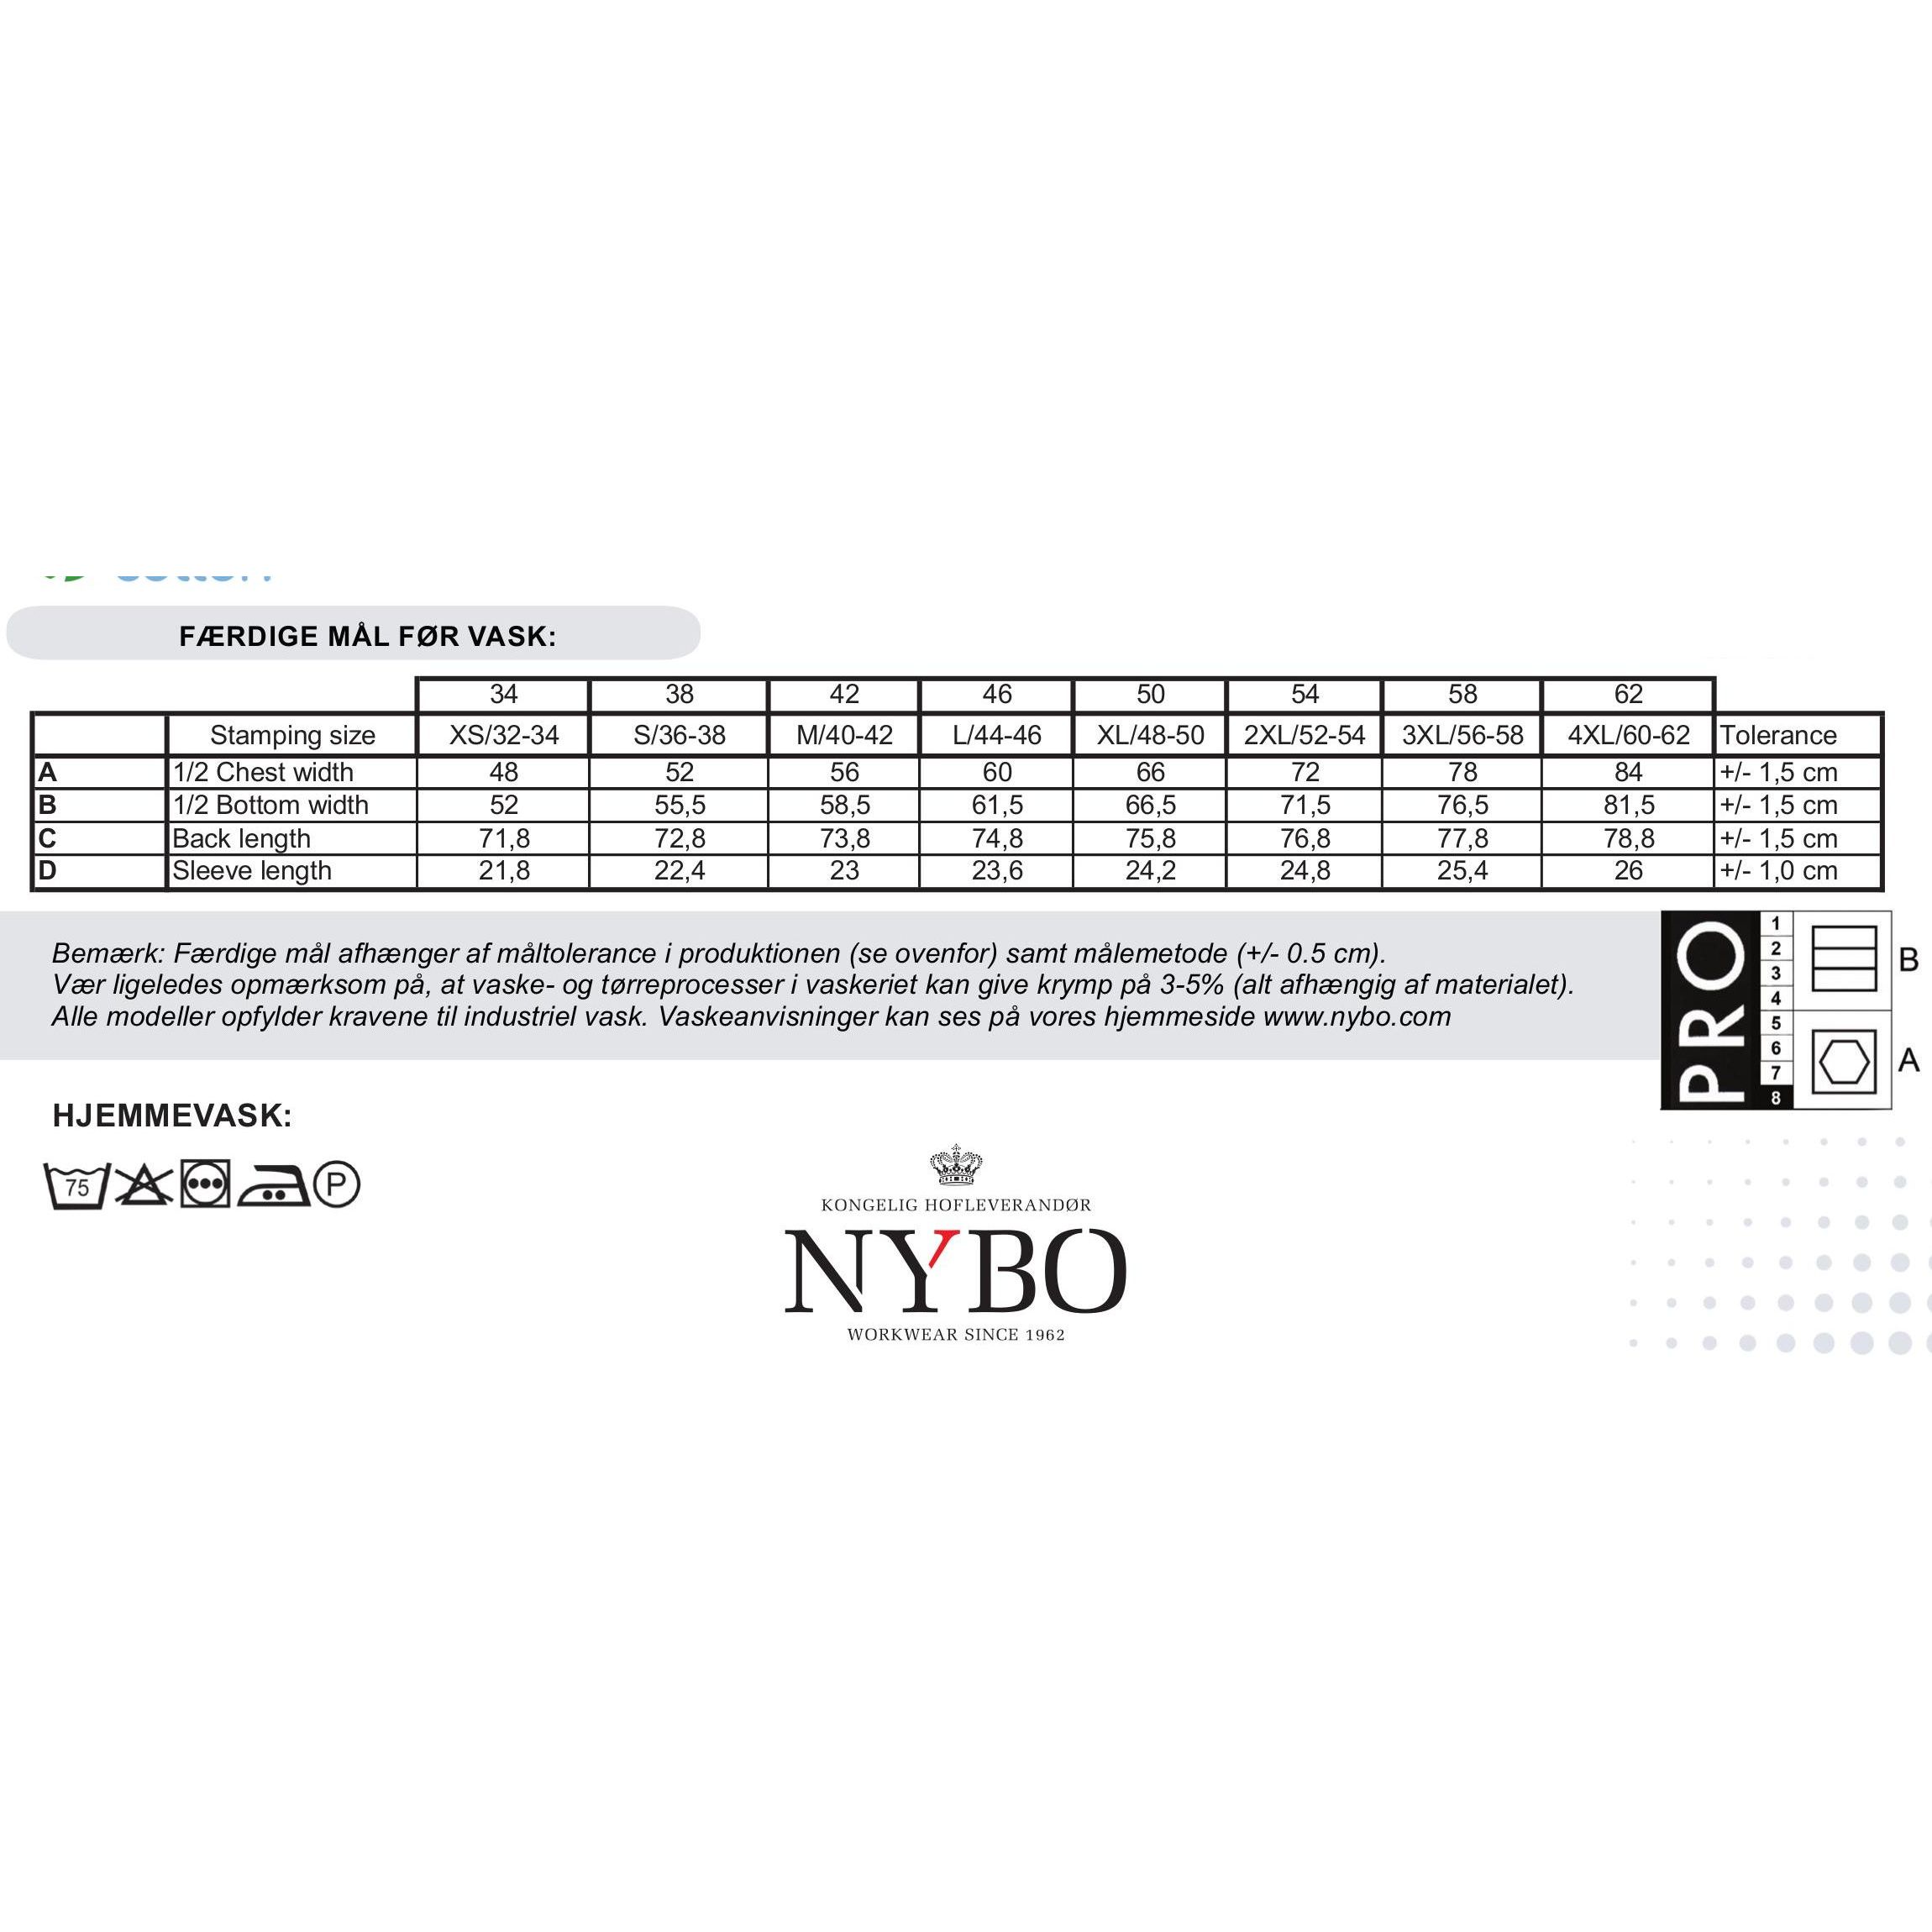 FÆRDIGE MÅL FØR VASK:
34 38 42 46 50 54 58 62
Stamping size XS/32-34 S/36-38 M/40-42 L/44-46 XL/48-50 2XL/52-54 3XL/56-58 4XL/60-62 Tolerance
A 1/2 Chest width 48 52 56 60 66 72 78 84 +/- 1,5 cm
B 1/2 Bottom width 52 55,5 58,5 61,5 66,5 71,5 76,5 81,5 +/- 1,5 cm
C Back length 71,8 72,8 73,8 74,8 75,8 76,8 77,8 78,8 +/- 1,5 cm
D Sleeve length 21,8 22,4 23 23,6 24,2 24,8 25,4 26 +/- 1,0 cm
Bemærk: Færdige mål afhænger af måltolerance i produktionen (se ovenfor) samt målemetode (+/- 0.5 cm).
Vær ligeledes opmærksom på, at vaske- og tørreprocesser i vaskeriet kan give krymp på 3-5% (alt afhængig af materialet).
Alle modeller opfylder kravene til industriel vask. Vaskeanvisninger kan ses på vores hjemmeside www.nybo.com
PRO
1
2
3
4
5
6
7
8
B
A
HJEMMEVASK:
75 P
KONGELIG HOFLEVERANDØR
NYBO
WORKWEAR SINCE 1962